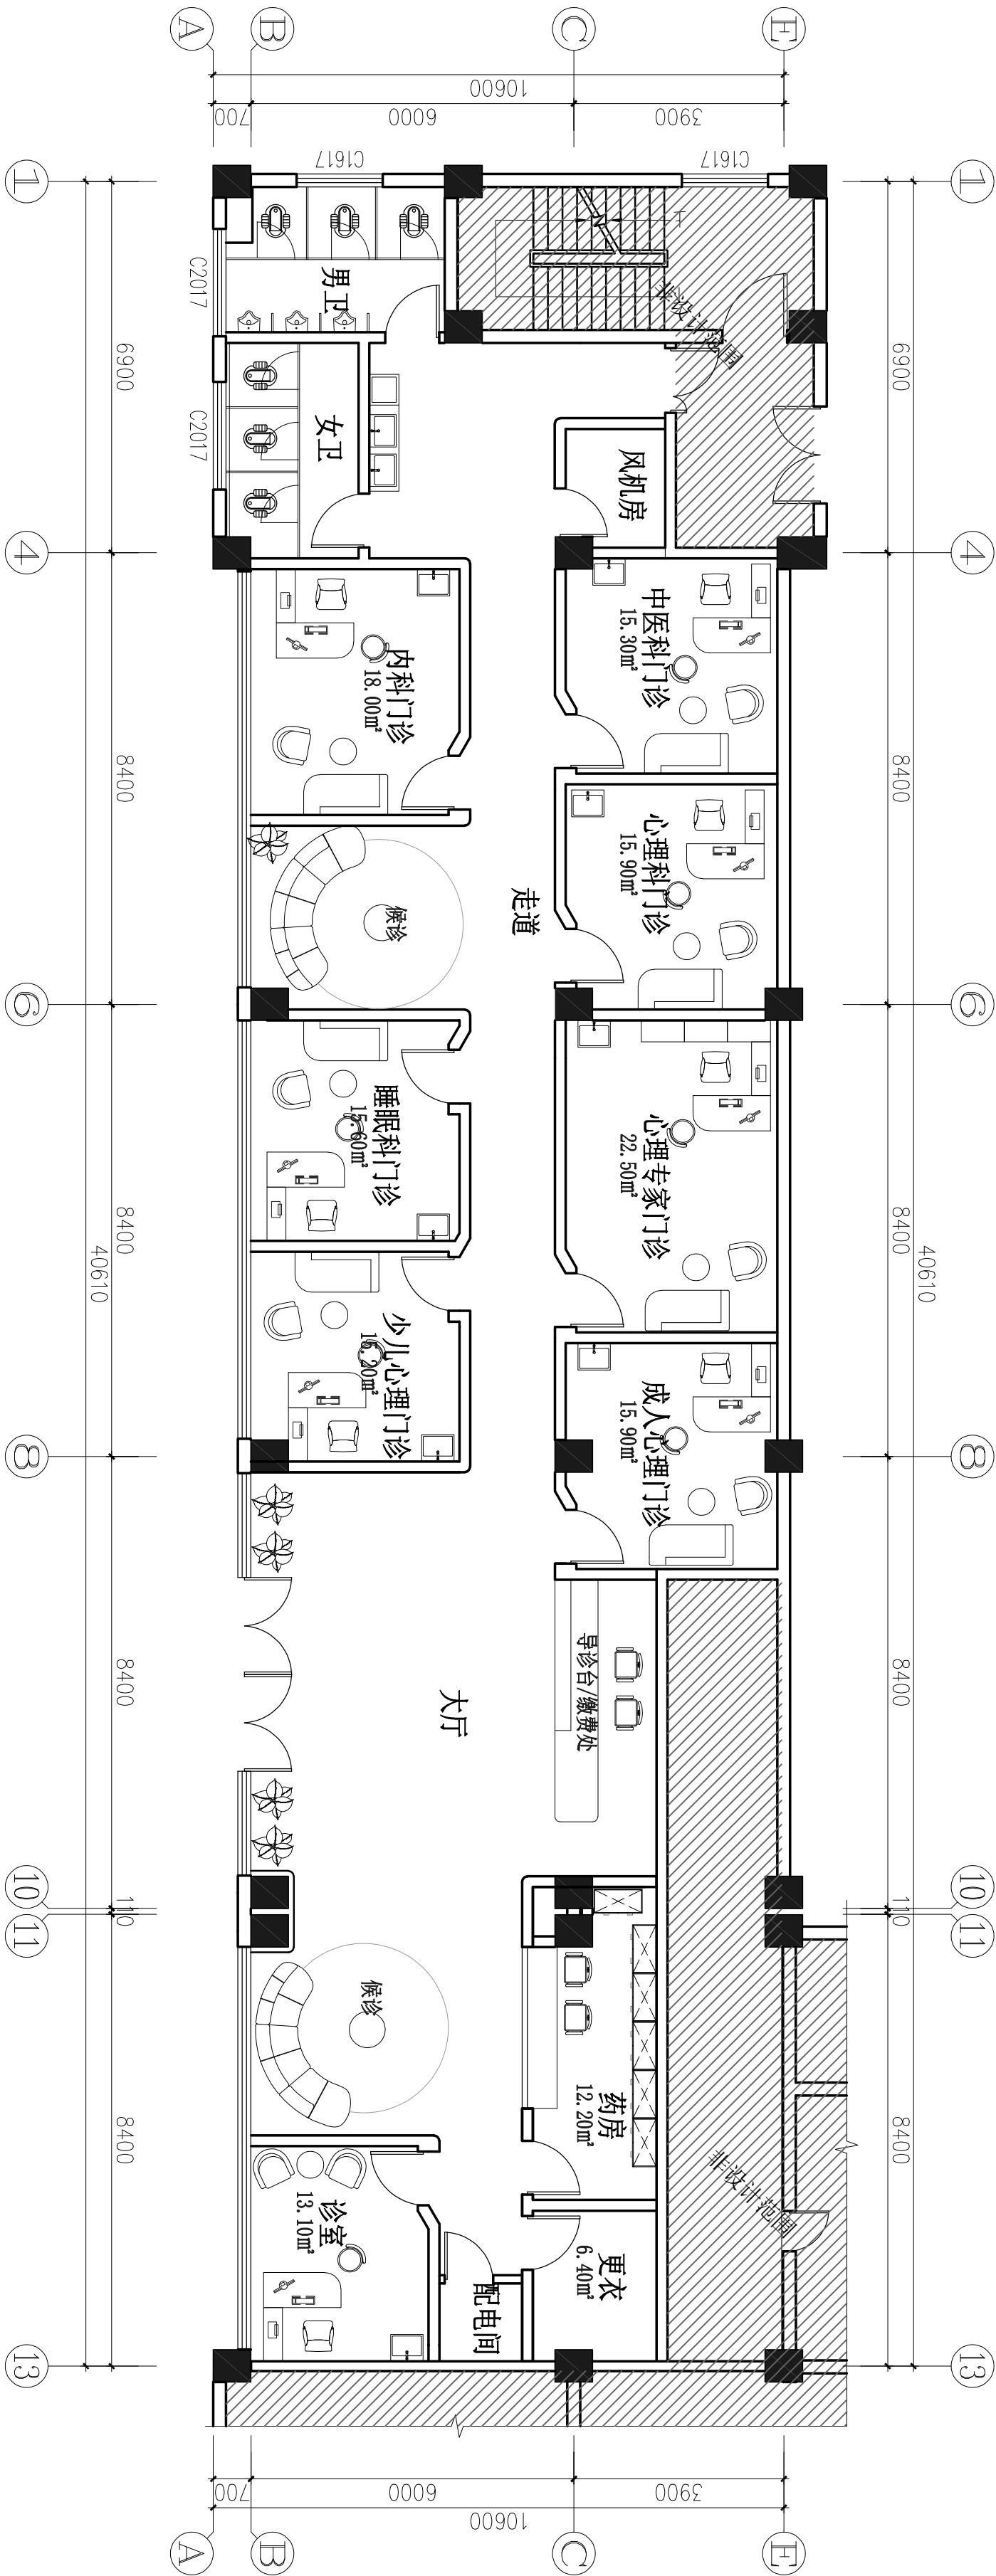 1
4
6
8
10
11
13
40610
6900
8400
8400
8400
110
8400
E
E
3900
3900
C1617
上
非设计范围
非设计范围
风机房
中医科门诊
15.30m²
心理科门诊
15.90m²
心理专家门诊
22.50m²
成人心理门诊
15.90m²
导诊台/缴费处
药房
12.20m²
更衣
6.40m²
C
C
10600
10600
走道
大厅
配电间
6000
6000
C1617
男卫
女卫
内科门诊
18.00m²
候诊
睡眠科门诊
15.60m²
少儿心理门诊
16.20m²
候诊
诊室
13.10m²
B
B
700
700
A
A
C2017
C2017
6900
8400
8400
8400
110
8400
40610
1
4
6
8
10
11
13